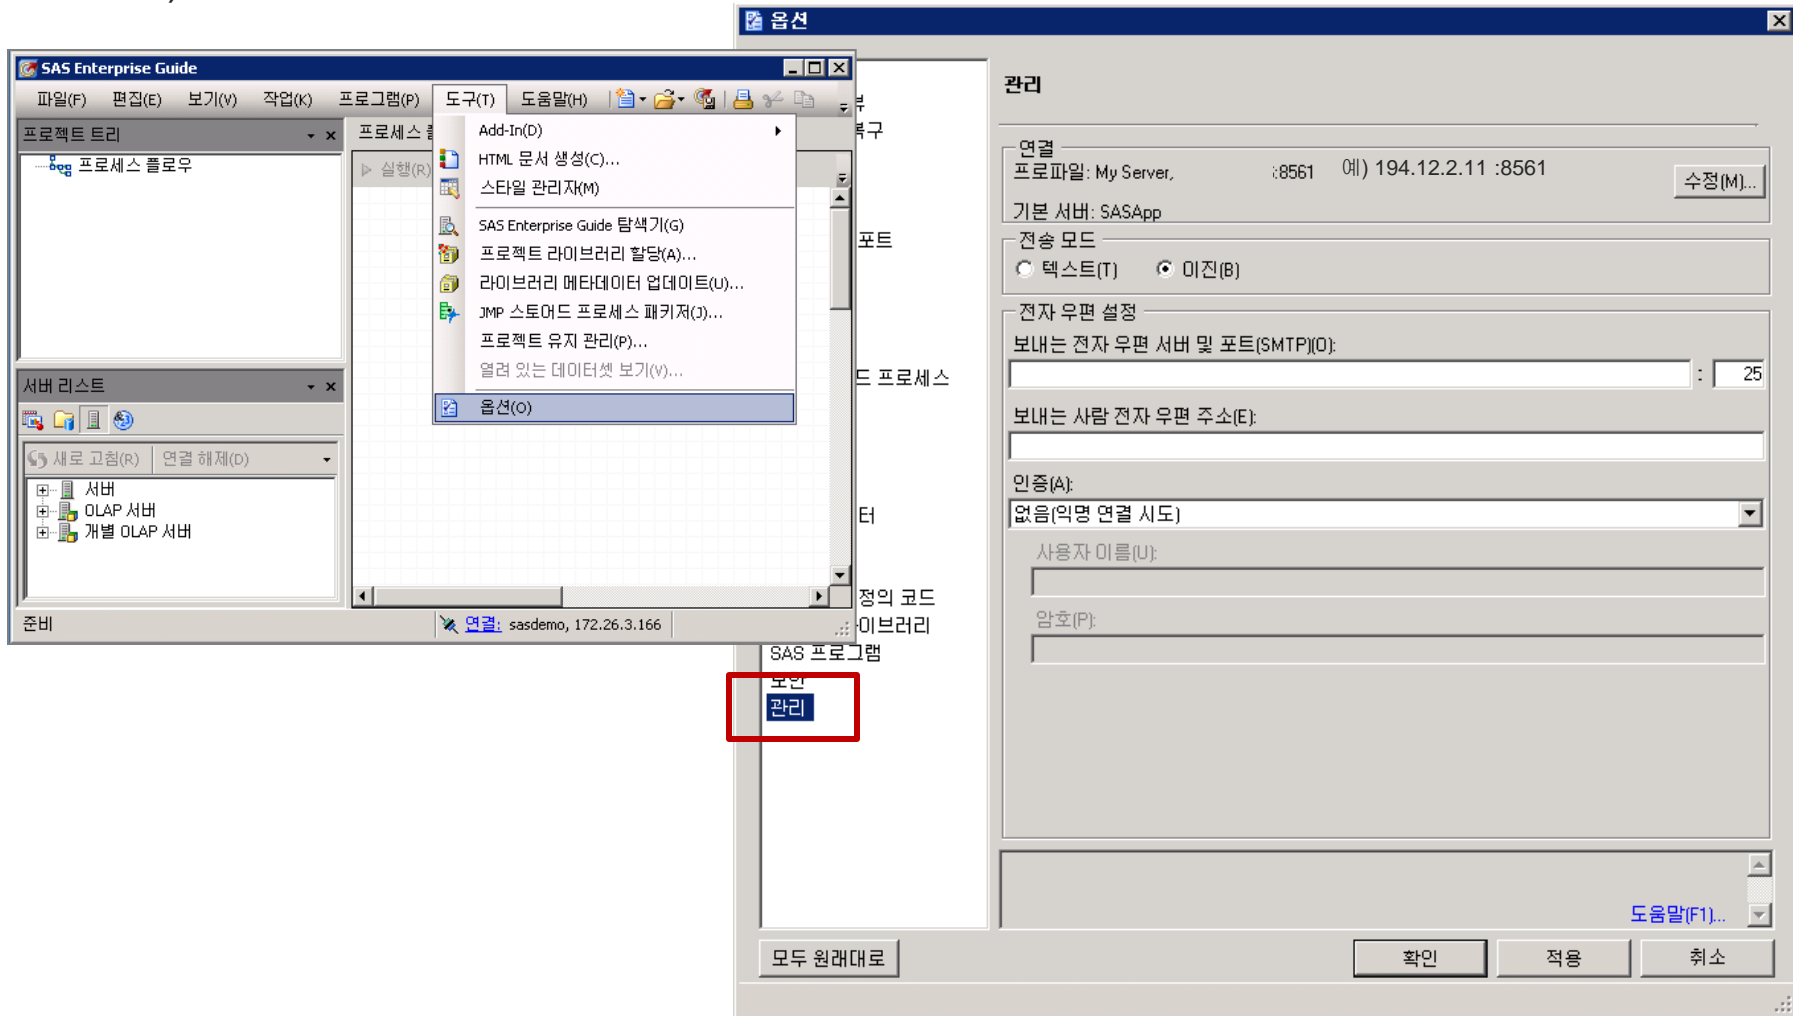 SAS Enterprise Guide
파일(F) 편집(E) 보기(V) 작업(K) 프로그램(P) 도구(T) 도움말(H)
프로젝트 트리
프로세스 플로우
프로세스
실행(R)
Add-In(D)
HTML 문서 생성(C)...
스타일 관리자(M)
SAS Enterprise Guide 탐색기(G)
프로젝트 라이브러리 할당(A)...
라이브러리 메타데이터 업데이트(U)...
JMP 스토어드 프로세스 패키저(J)...
프로젝트 유지 관리(P)...
열려 있는 데이터셋 보기(V)...
옵션(O)
서버 리스트
새로 고침(R) 연결 해제(D)
서버
OLAP 서버
개별 OLAP 서버
준비
연결: sasdemo, 172.26.3.166
옵션
복구
포트
드 프로세스
터
정의 코드
이브러리
SAS 프로그램
보안
관리
관리
연결
프로파일: My Server, :8561 예) 194.12.2.11 :8561
수정(M)...
기본 서버: SASApp
전송 모드
텍스트(T) 이진(B)
전자 우편 설정
보내는 전자 우편 서버 및 포트(SMTP)(O):
: 25
보내는 사람 전자 우편 주소(E):
인증(A):
없음(익명 연결 시도)
사용자 이름(U):
암호(P):
도움말(F1)...
모두 원래대로
확인 적용 취소